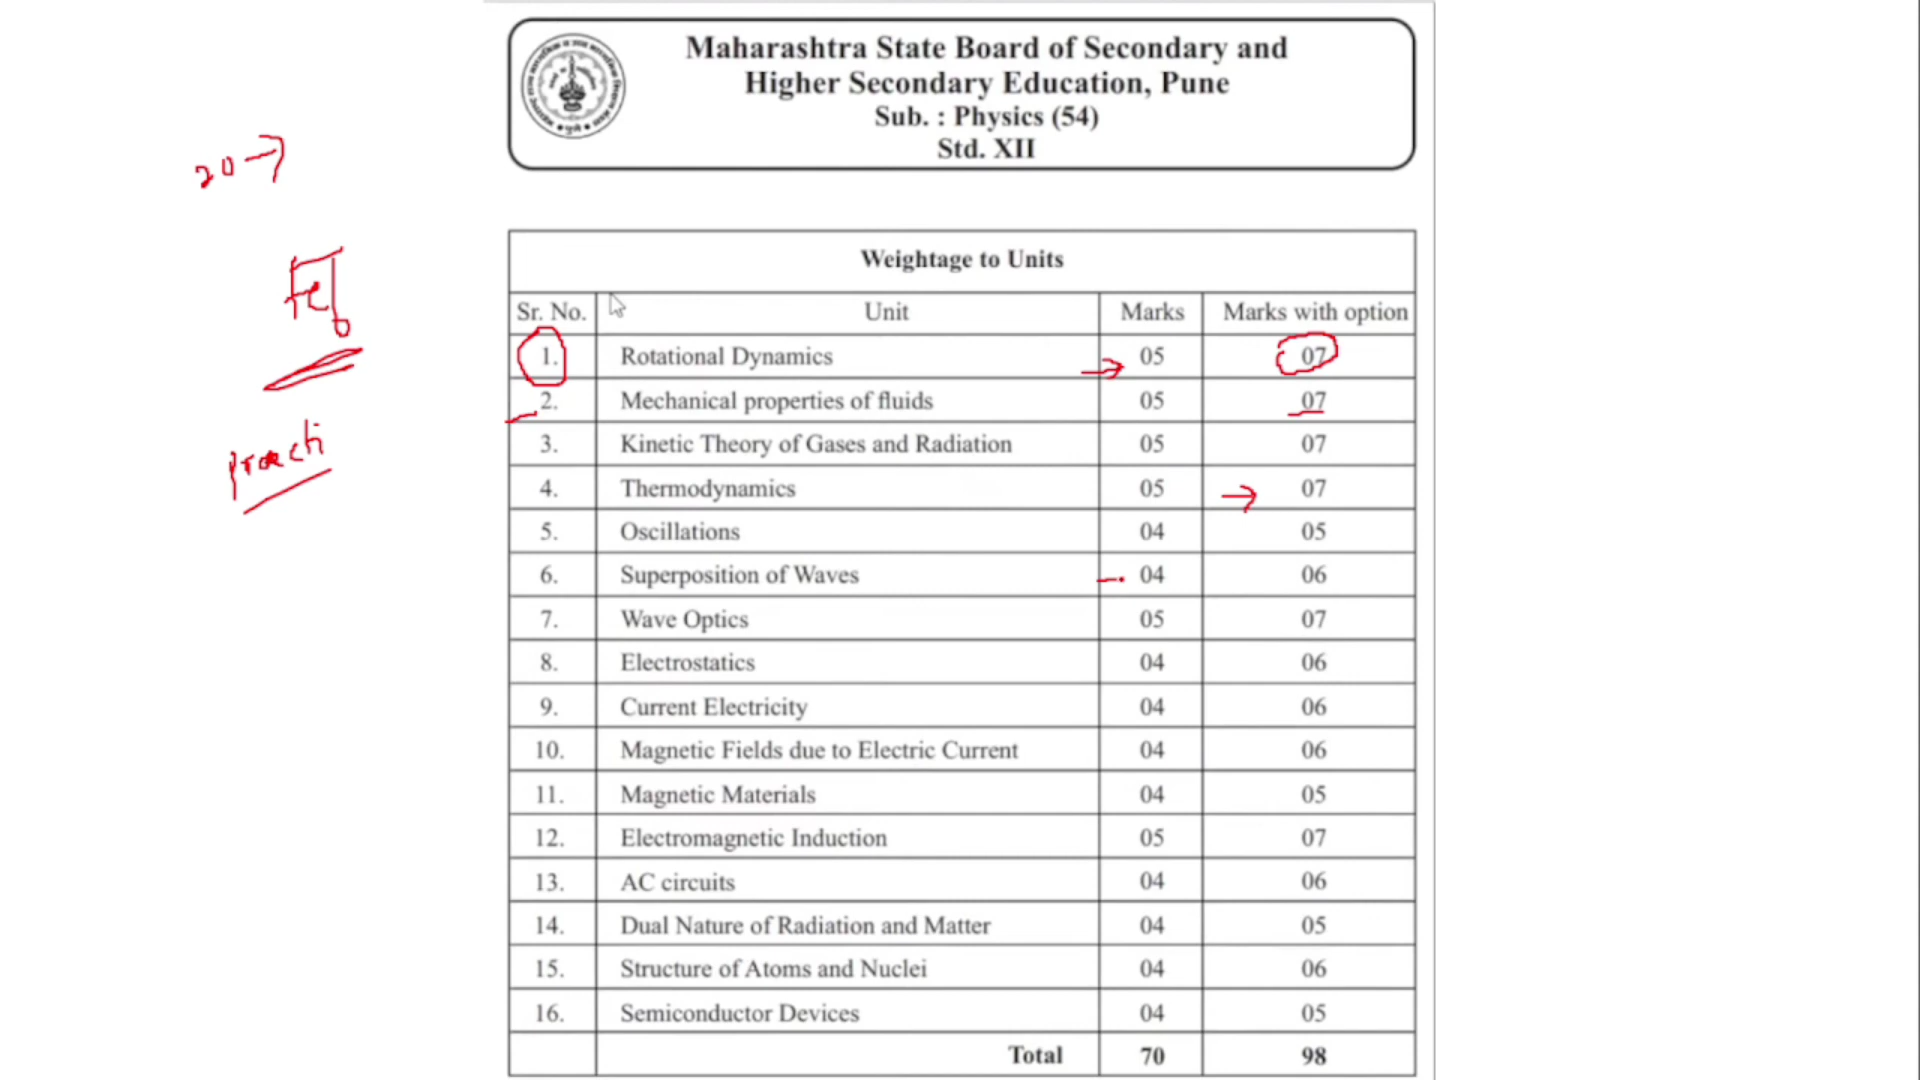 Maharashtra State Board of Secondary and
Higher Secondary Education, Pune
Sub. : Physics (54)
Std. XII
20
Feb
practi
Weightage to Units
Sr. No. Unit Marks Marks with option
1. Rotational Dynamics 05 07
2. Mechanical properties of fluids 05 07
3. Kinetic Theory of Gases and Radiation 05 07
4. Thermodynamics 05 07
5. Oscillations 04 05
6. Superposition of Waves 04 06
7. Wave Optics 05 07
8. Electrostatics 04 06
9. Current Electricity 04 06
10. Magnetic Fields due to Electric Current 04 06
11. Magnetic Materials 04 05
12. Electromagnetic Induction 05 07
13. AC circuits 04 06
14. Dual Nature of Radiation and Matter 04 05
15. Structure of Atoms and Nuclei 04 06
16. Semiconductor Devices 04 05
Total 70 98